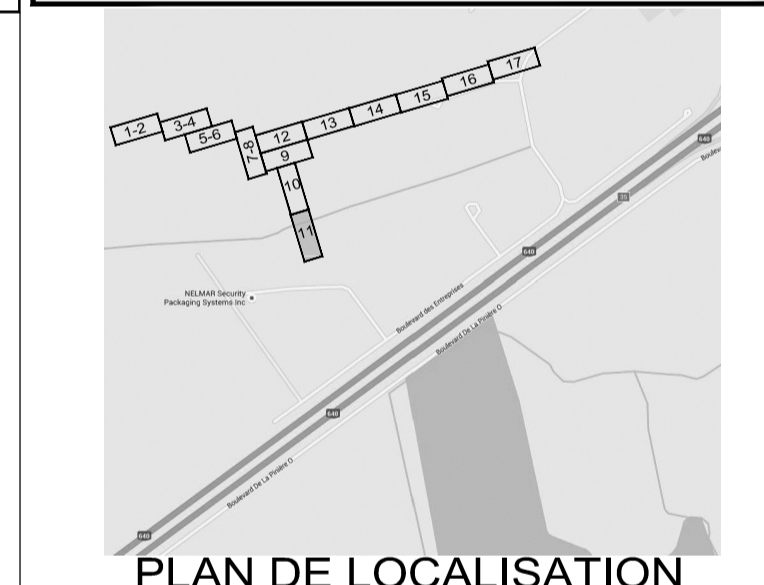 17
16
15
14
13
12
1-2
3-4
5-6
7-8
9
10
11
640
Boulev
35
640
NELMAR Security
Packaging Systems Inc
Boulevard des Entreprises
Boulevard De La Pinière O
640
Boulevard De La Pinière O
640
PLAN DE LOCALISATION